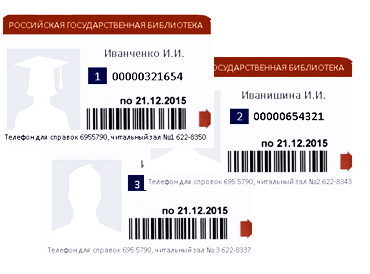 РОССИЙСКАЯ ГОСУДАРСТВЕННАЯ БИБЛИОТЕКА
Иванченко И.И.
1 00000321654
по 21.12.2015
Телефон для справок 6955790, читальный зал №1 622-8350
ОСУДАРСТВЕННАЯ БИБЛИОТЕКА
Иванишина И.И.
2 00000654321
по 21.12.2015
Телефон для справок 695 5790, читальный зал №2 622-8343
3
по 21.12.2015
Телефон для справок 695 5790, читальный зал № 3 622-8337